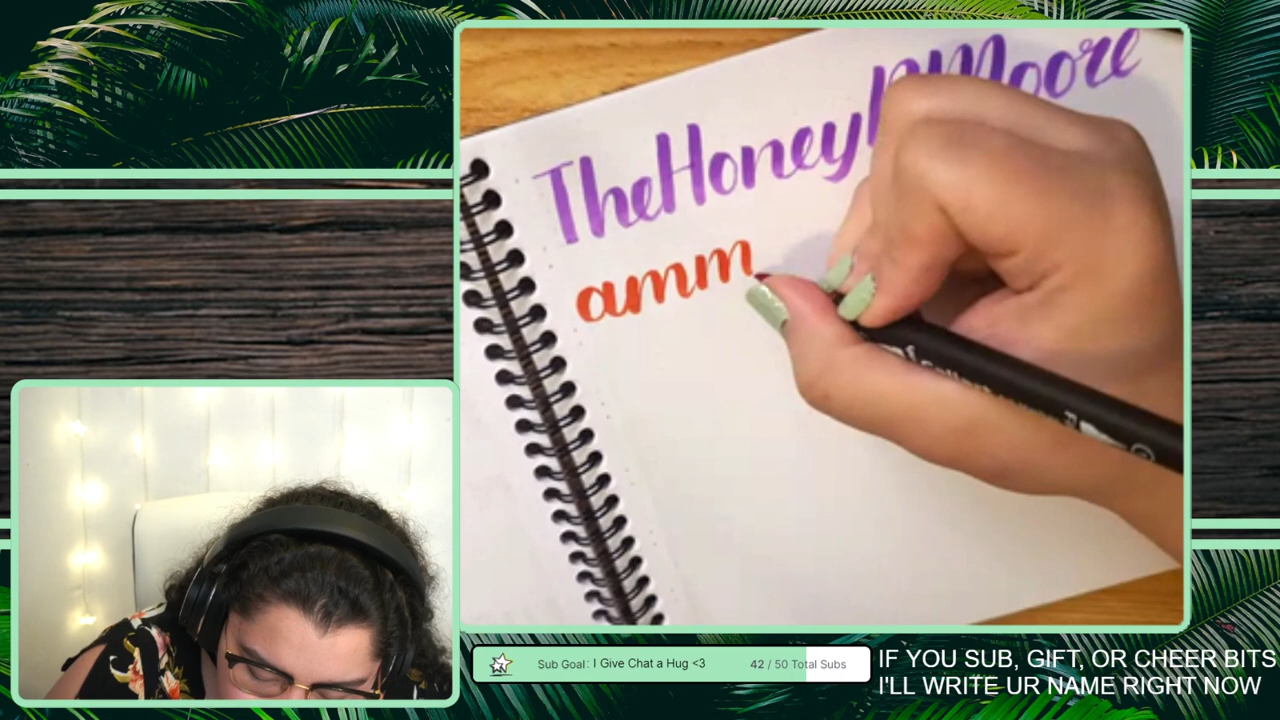 TheHoney Moore
amm
Sub Goal: I Give Chat a Hug <3 42 / 50 Total Subs
IF YOU SUB, GIFT, OR CHEER BITS
I'LL WRITE UR NAME RIGHT NOW